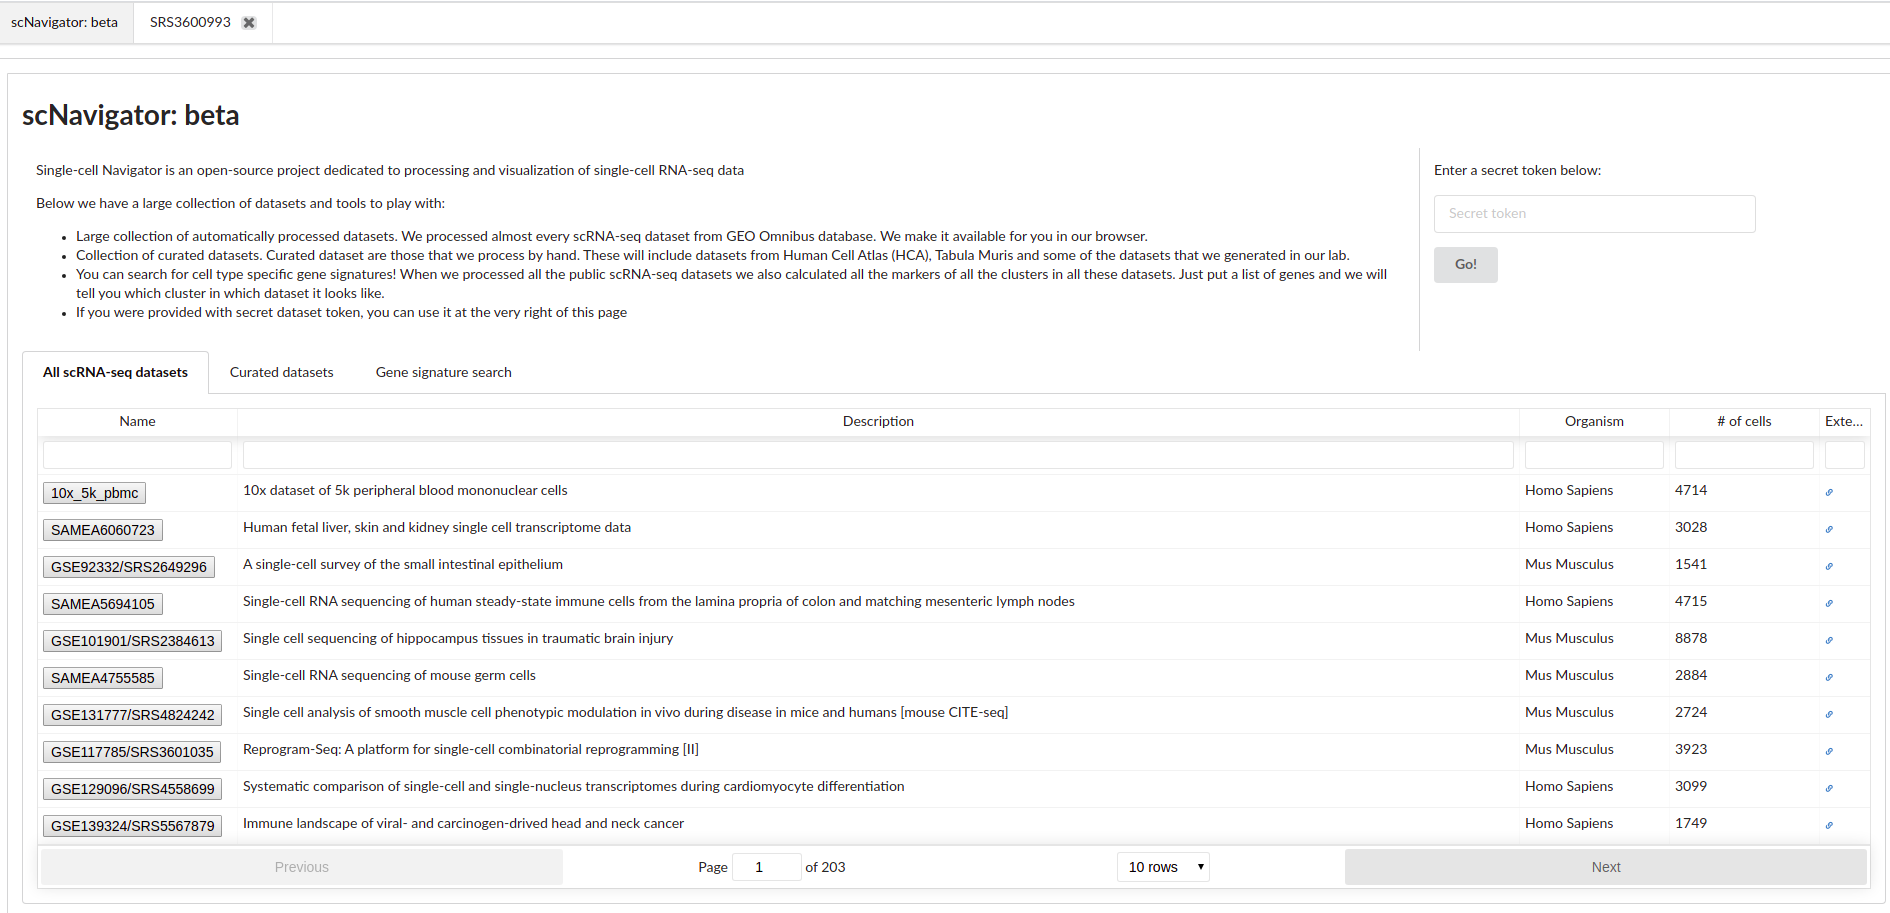 scNavigator: beta
SRS3600993
scNavigator: beta
Single-cell Navigator is an open-source project dedicated to processing and visualization of single-cell RNA-seq data
Below we have a large collection of datasets and tools to play with:
Large collection of automatically processed datasets. We processed almost every scRNA-seq dataset from GEO Omnibus database. We make it available for you in our browser.
Collection of curated datasets. Curated dataset are those that we process by hand. These will include datasets from Human Cell Atlas (HCA), Tabula Muris and some of the datasets that we generated in our lab.
You can search for cell type specific gene signatures! When we processed all the public scRNA-seq datasets we also calculated all the markers of all the clusters in all these datasets. Just put a list of genes and we will
tell you which cluster in which dataset it looks like.
If you were provided with secret dataset token, you can use it at the very right of this page
Enter a secret token below:
Secret token
Go!
All scRNA-seq datasets Curated datasets Gene signature search
Name Description Organism # of cells Exte...
10x_5k_pbmc 10x dataset of 5k peripheral blood mononuclear cells Homo Sapiens 4714
SAMEA6060723 Human fetal liver, skin and kidney single cell transcriptome data Homo Sapiens 3028
GSE92332/SRS2649296 A single-cell survey of the small intestinal epithelium Mus Musculus 1541
SAMEA5694105 Single-cell RNA sequencing of human steady-state immune cells from the lamina propria of colon and matching mesenteric lymph nodes Homo Sapiens 4715
GSE101901/SRS2384613 Single cell sequencing of hippocampus tissues in traumatic brain injury Mus Musculus 8878
SAMEA4755585 Single-cell RNA sequencing of mouse germ cells Mus Musculus 2884
GSE131777/SRS4824242 Single cell analysis of smooth muscle cell phenotypic modulation in vivo during disease in mice and humans [mouse CITE-seq] Mus Musculus 2724
GSE117785/SRS3601035 Reprogram-Seq: A platform for single-cell combinatorial reprogramming [II] Mus Musculus 3923
GSE129096/SRS4558699 Systematic comparison of single-cell and single-nucleus transcriptomes during cardiomyocyte differentiation Homo Sapiens 3099
GSE139324/SRS5567879 Immune landscape of viral- and carcinogen-drived head and neck cancer Homo Sapiens 1749
Previous Page 1 of 203 10 rows Next